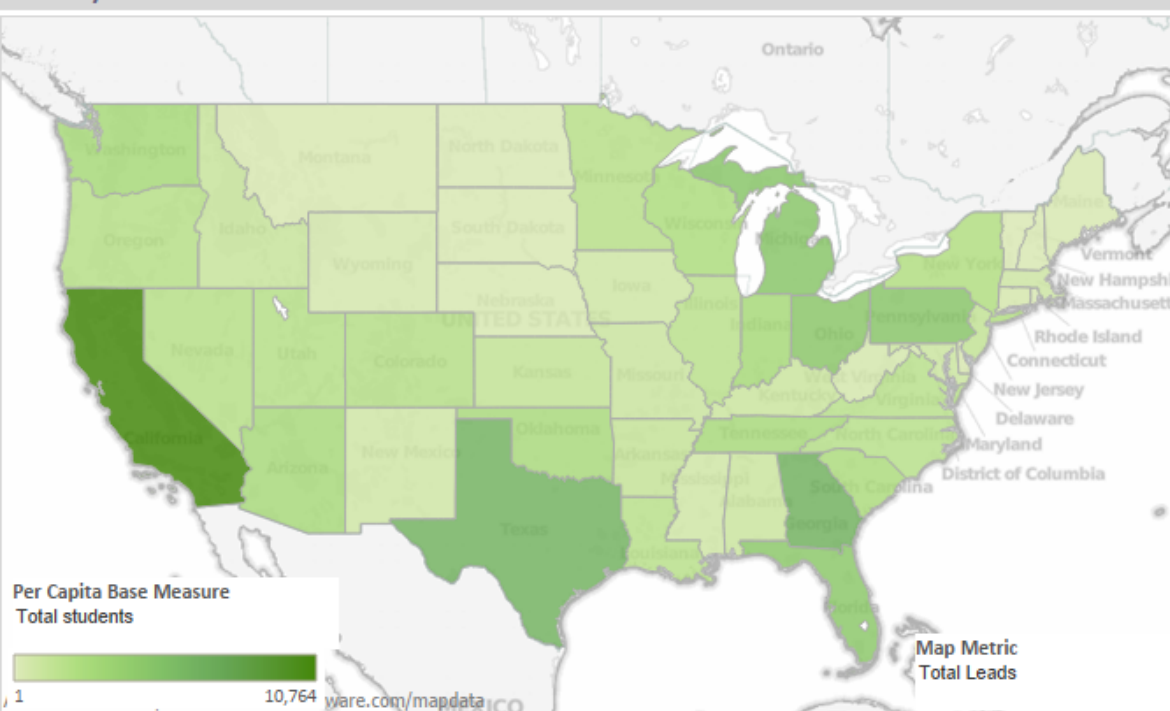 Ontario
Washington
Montana
North Dakota
Minnesota
Maine
Oregon
Idaho
South Dakota
Wisconsin
Michigan
Vermont
Wyoming
New York
New Hampshi
Nebraska
Iowa
Massachusett
UNITED STATES
Illinois
Indiana
Ohio
Pennsylvania
Rhode Island
Nevada
Utah
Colorado
Kansas
Missouri
West Virginia
Connecticut
Kentucky
Virginia
New Jersey
Delaware
California
Oklahoma
Tennessee
North Carolina
Maryland
Arizona
New Mexico
Arkansas
District of Columbia
Mississippi
Alabama
South Carolina
Texas
Georgia
Louisiana
Florida
Per Capita Base Measure
Total students
1 10,764
ware.com/mapdata
MEXICO
Map Metric
Total Leads